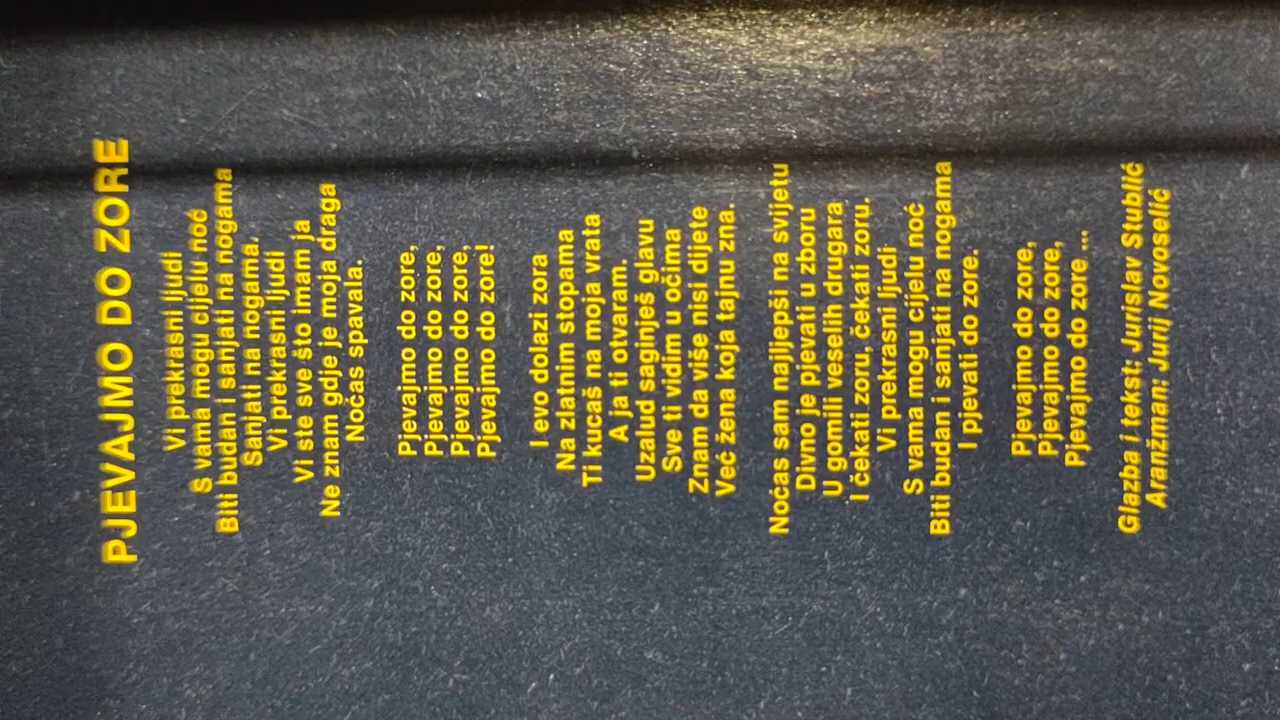 PJEVAJMO DO ZORE
Vi prekrasni ljudi
S vama mogu cijelu noć
Biti budan i sanjati na nogama
Sanjati na nogama.
Vi prekrasni ljudi
Vi ste sve što imam ja
Ne znam gdje je moja draga
Noćas spavala.
Pjevajmo do zore,
Pjevajmo do zore,
Pjevajmo do zore,
Pjevajmo do zore!
I evo dolazi zora
Na zlatnim stopama
Ti kucaš na moja vrata
A ja ti otvaram.
Uzalud saginješ glavu
Sve ti vidim u očima
Znam da više nisi dijete
Već žena koja tajnu zna.
Noćas sam najljepši na svijetu
Divno je pjevati u zboru
U gomili veselih drugara
I čekati zoru, čekati zoru.
Vi prekrasni ljudi
S vama mogu cijelu noć
Biti budan i sanjati na nogama
I pjevati do zore.
Pjevajmo do zore,
Pjevajmo do zore,
Pjevajmo do zore ...
Glazba i tekst: Jurislav Stublić
Aranžman: Jurij Novoselić